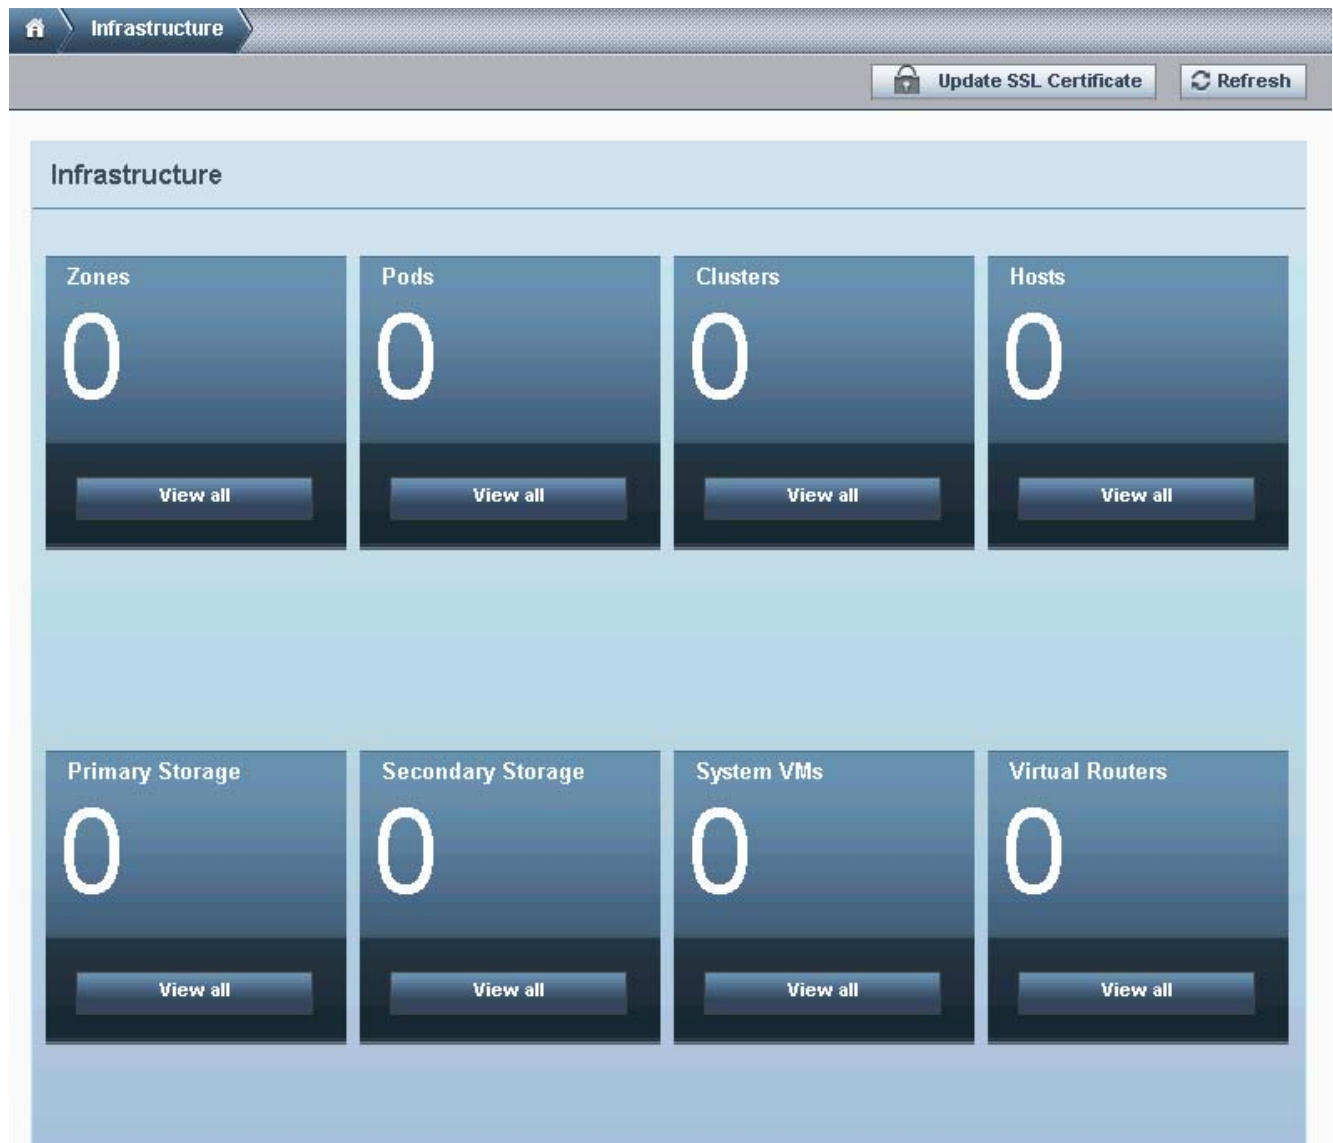 Infrastructure
Update SSL Certificate Refresh
Infrastructure
Zones Pods Clusters Hosts
0 0 0 0
View all View all View all View all
Primary Storage Secondary Storage System VMs Virtual Routers
0 0 0 0
View all View all View all View all